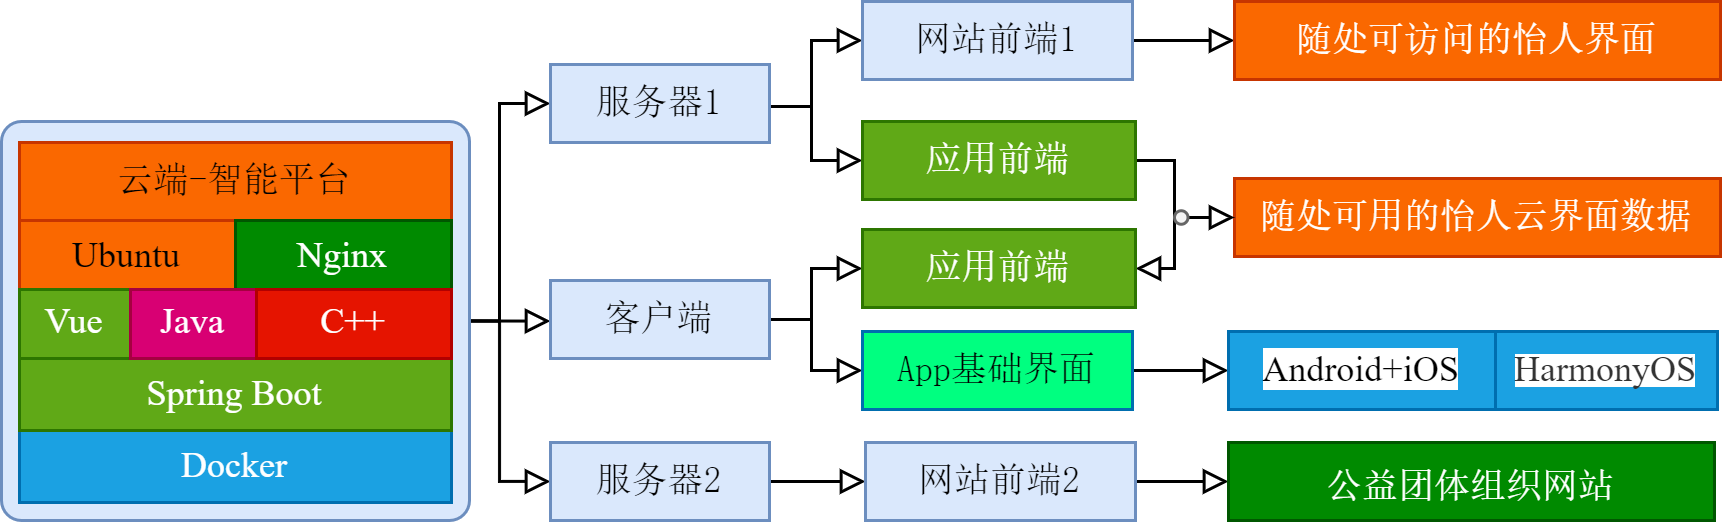 云端-智能平台
Ubuntu
Nginx
Vue
Java
C++
Spring Boot
Docker
服务器1
客户端
服务器2
网站前端1
应用前端
应用前端
App基础界面
网站前端2
随处可访问的怡人界面
随处可用的怡人云界面数据
Android+iOS
HarmonyOS
公益团体组织网站